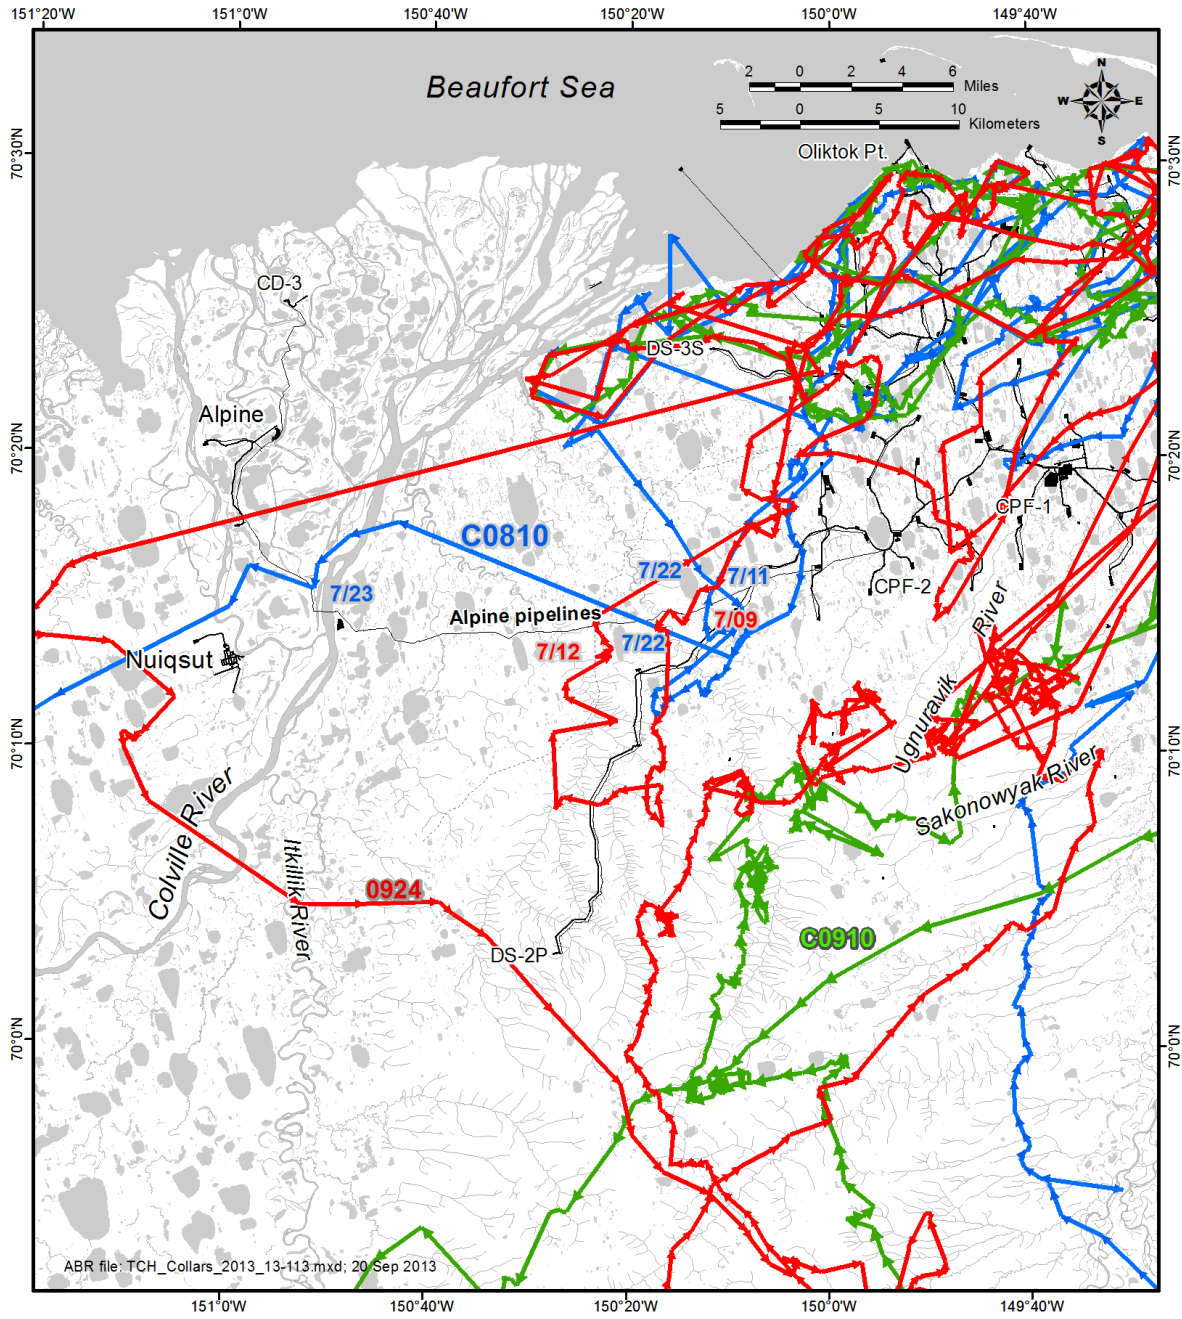 151°20'W 151°0'W 150°40'W 150°20'W 150°0'W 149°40'W
Beaufort Sea
2 0 2 4 6
Miles
5 0 5 10
Kilometers
N
W E
S
70°30'N
70°30'N
Oliktok Pt.
CD-3
DS-3S
Alpine
70°20'N
70°20'N
CPF-1
C0810
7/22
7/11
7/23
CPF-2
Alpine pipelines
7/09
7/12
7/22
Nuiqsut
Ugnuravik River
70°10'N
70°10'N
Sakonowyak River
Colville River
Itkillik River
0924
C0910
DS-2P
70°0'N
70°0'N
ABR file: TCH_Collars_2013_13-113.mxd; 20 Sep 2013
151°0'W 150°40'W 150°20'W 150°0'W 149°40'W